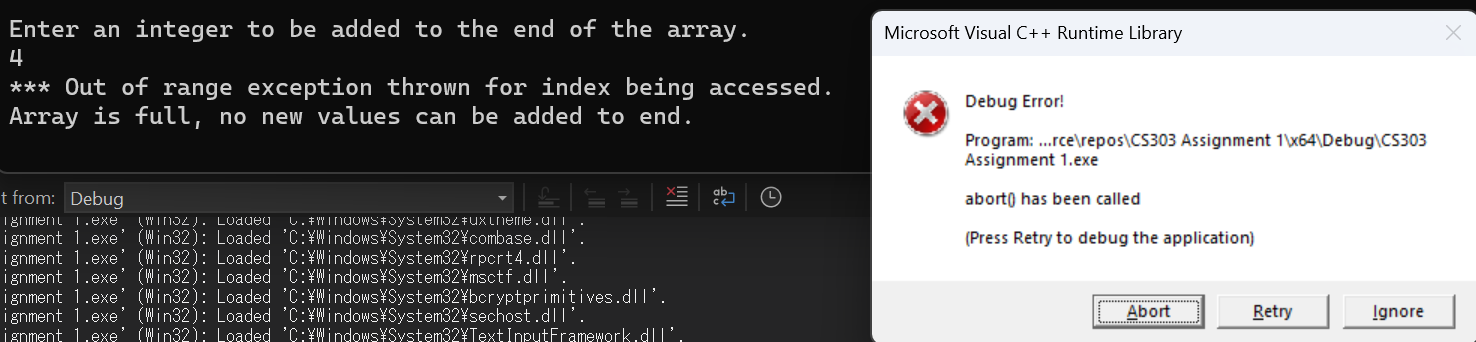 Enter an integer to be added to the end of the array.
4
*** Out of range exception thrown for index being accessed.
Array is full, no new values can be added to end.
t from: Debug
ignment 1.exe' (Win32): Loaded 'C:¥Windows¥System32¥uxtheme.dll'.
ignment 1.exe' (Win32): Loaded 'C:¥Windows¥System32¥combase.dll'.
ignment 1.exe' (Win32): Loaded 'C:¥Windows¥System32¥rpcrt4.dll'.
ignment 1.exe' (Win32): Loaded 'C:¥Windows¥System32¥msctf.dll'.
ignment 1.exe' (Win32): Loaded 'C:¥Windows¥System32¥bcryptprimitives.dll'.
ignment 1.exe' (Win32): Loaded 'C:¥Windows¥System32¥sechost.dll'.
ignment 1.exe' (Win32): Loaded 'C:¥Windows¥System32¥TextInputFramework.dll'.
Microsoft Visual C++ Runtime Library
Debug Error!
Program: ...rce\repos\CS303 Assignment 1\x64\Debug\CS303
Assignment 1.exe
abort() has been called
(Press Retry to debug the application)
Abort Retry Ignore